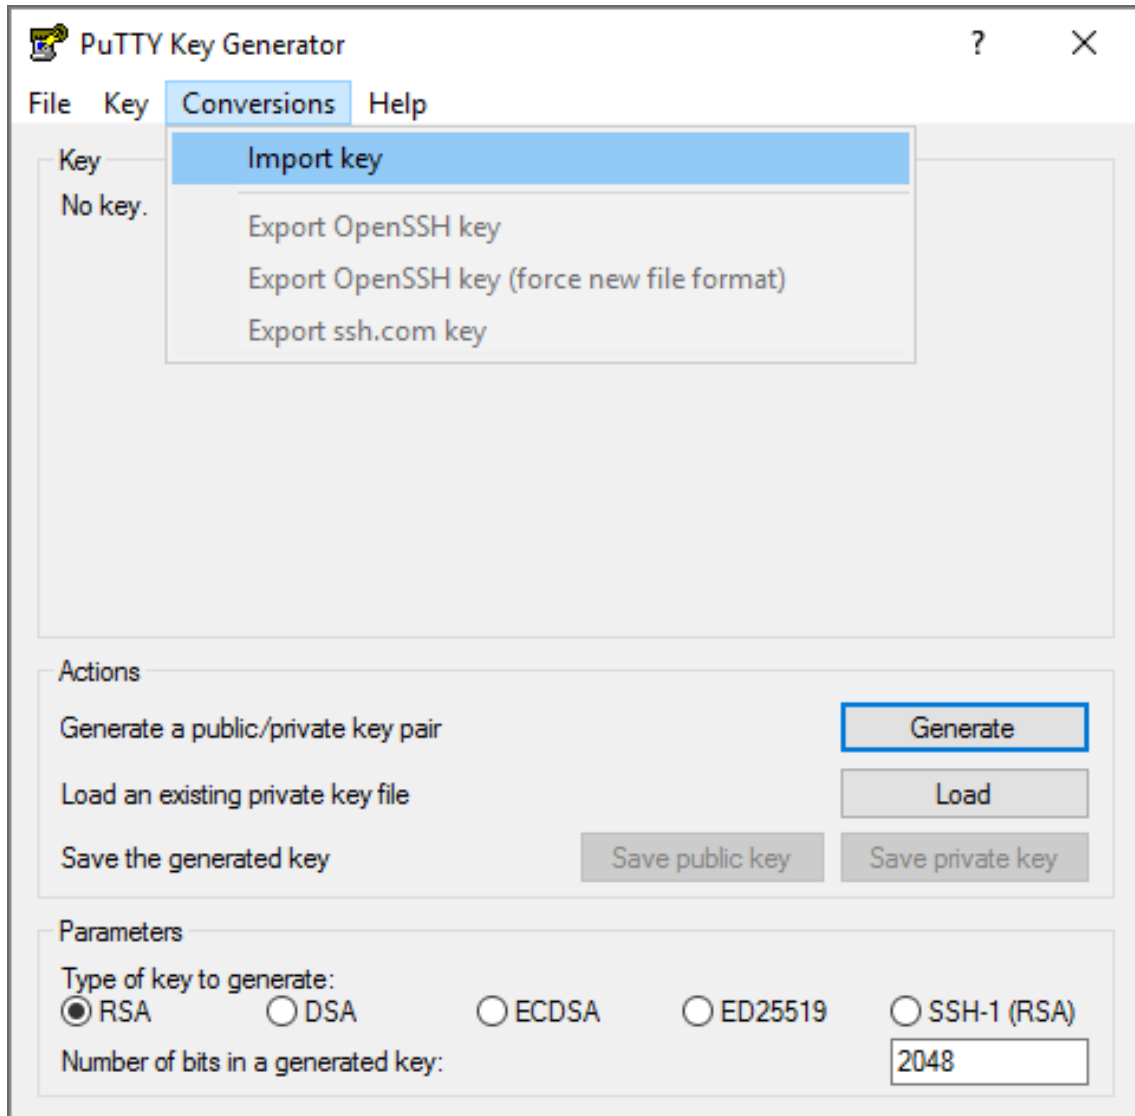 PuTTY Key Generator
?
File Key Conversions Help
Key
Import key
No key.
Export OpenSSH key
Export OpenSSH key (force new file format)
Export ssh.com key
Actions
Generate a public/private key pair Generate
Load an existing private key file Load
Save the generated key Save public key Save private key
Parameters
Type of key to generate:
RSA DSA ECDSA ED25519 SSH-1 (RSA)
Number of bits in a generated key: 2048